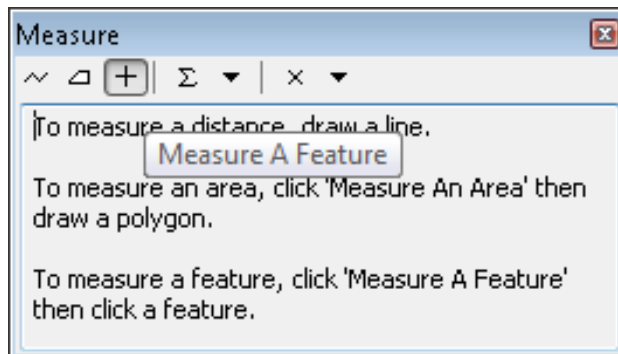 Measure
To measure a distance, draw a line.
Measure A Feature
To measure an area, click 'Measure An Area' then
draw a polygon.
To measure a feature, click 'Measure A Feature'
then click a feature.